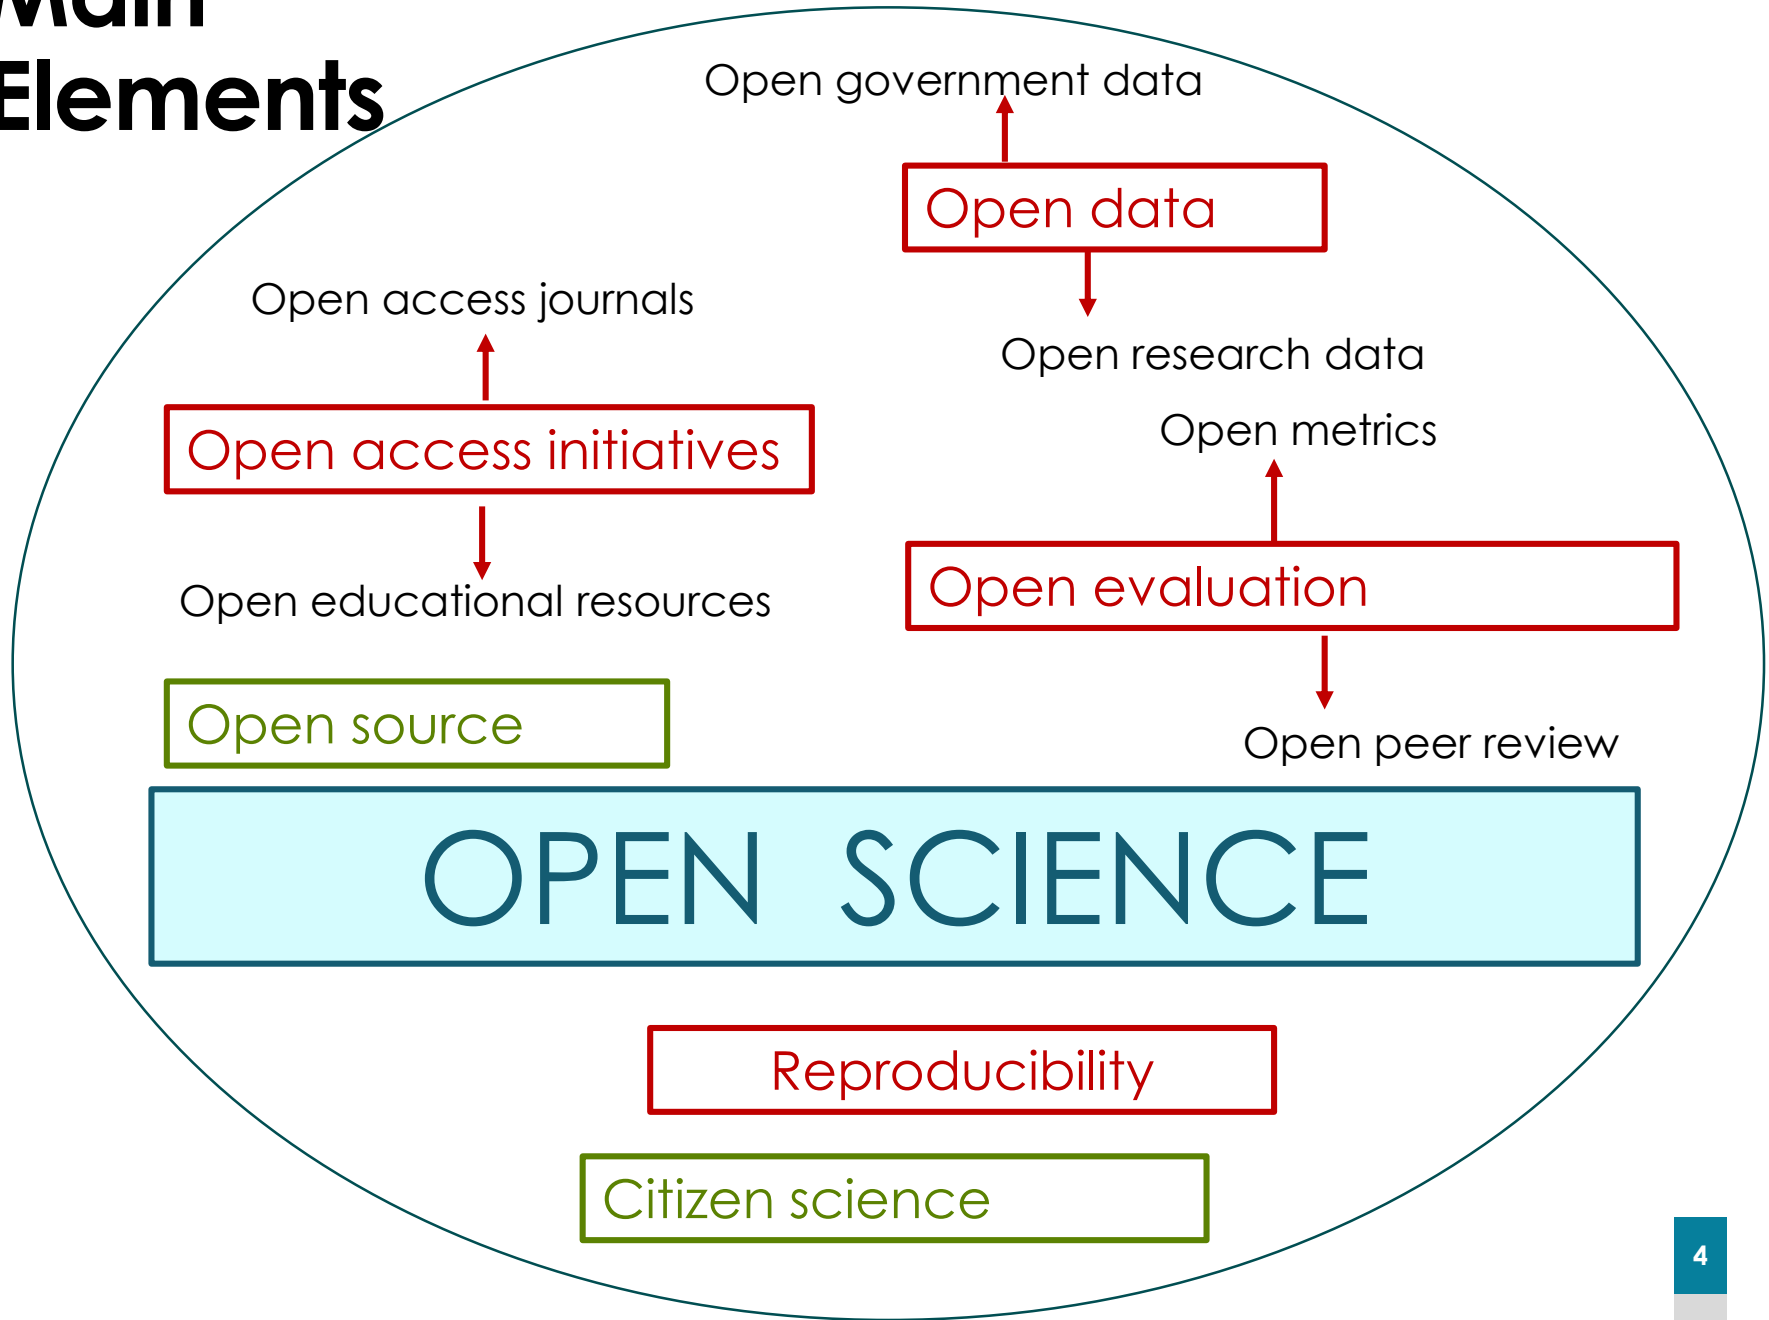 Main
Elements
Open government data
Open data
Open access journals
Open research data
Open metrics
Open access initiatives
Open evaluation
Open educational resources
Open source
Open peer review
OPEN SCIENCE
Reproducibility
Citizen science
4